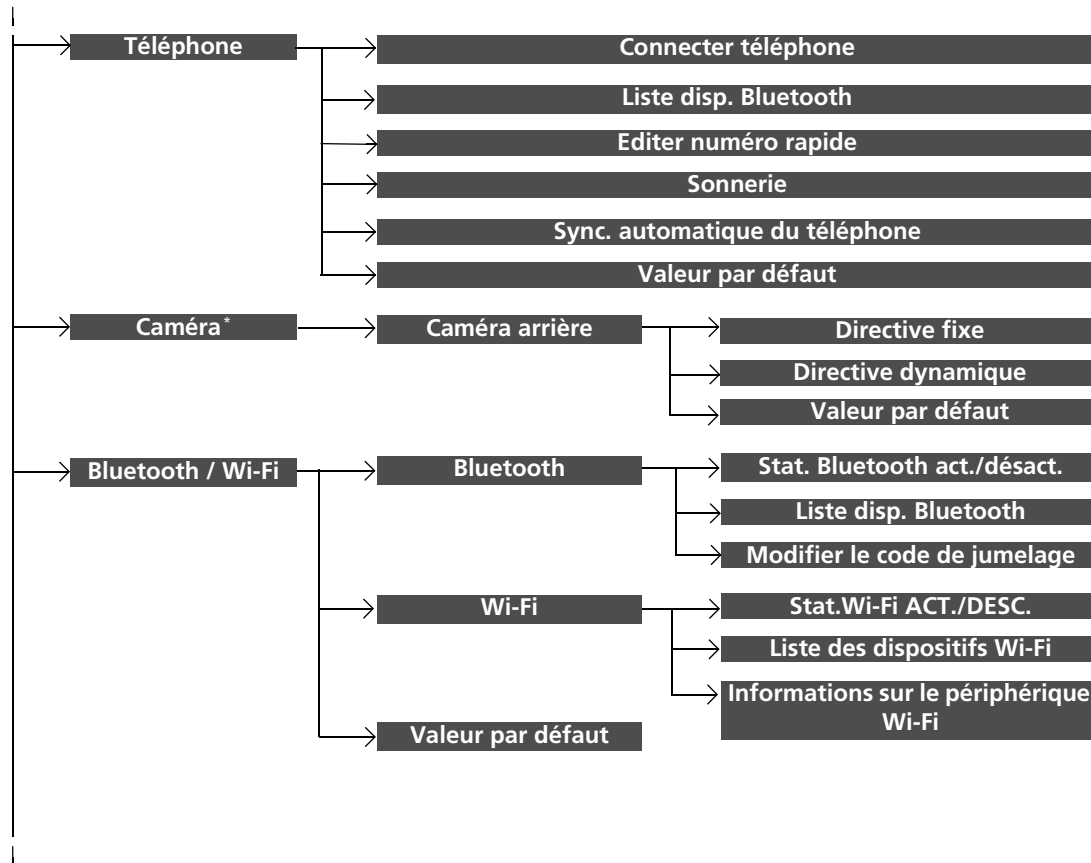 Téléphone
Connecter téléphone
Liste disp. Bluetooth
Editer numéro rapide
Sonnerie
Sync. automatique du téléphone
Valeur par défaut
Caméra*
Caméra arrière
Directive fixe
Directive dynamique
Valeur par défaut
Bluetooth / Wi-Fi
Bluetooth
Stat. Bluetooth act./désact.
Liste disp. Bluetooth
Modifier le code de jumelage
Wi-Fi
Stat.Wi-Fi ACT./DESC.
Liste des dispositifs Wi-Fi
Informations sur le périphérique
Wi-Fi
Valeur par défaut